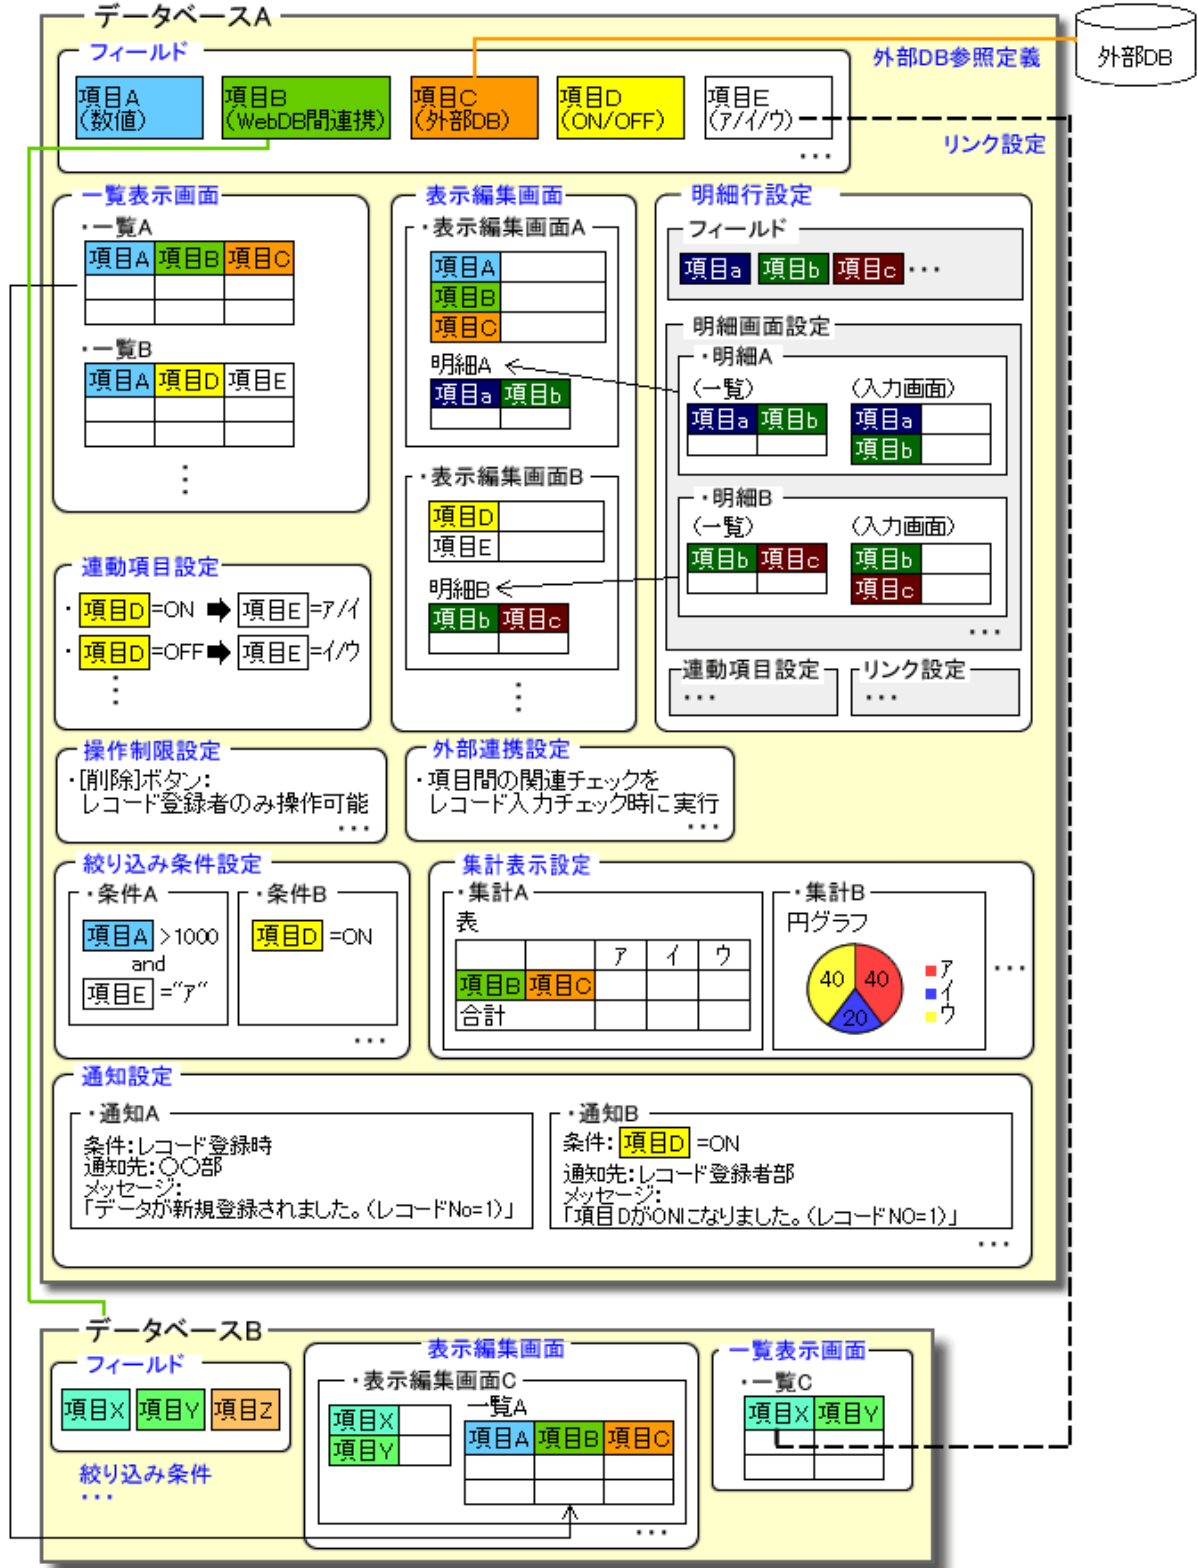 データベースA
外部DB
フィールド
外部DB参照定義
項目A
(数値)
項目B
(WebDB間連携)
項目C
(外部DB)
項目D
(ON/OFF)
項目E
(ア/イ/ウ)
・・・
リンク設定
一覧表示画面
・一覧A
項目A 項目B 項目C
・一覧B
項目A 項目D 項目E
・・・
表示編集画面
・表示編集画面A
項目A
項目B
項目C
明細A
項目a 項目b
・表示編集画面B
項目D
項目E
明細B
項目b 項目c
・・・
明細行設定
フィールド
項目a 項目b 項目c ・・・
明細画面設定
・明細A
(一覧)
項目a 項目b
(入力画面)
項目a
項目b
・明細B
(一覧)
項目b 項目c
(入力画面)
項目b
項目c
・・・
連動項目設定
・・・
リンク設定
・・・
連動項目設定
・項目D=ON ➡ 項目E=ア/イ
・項目D=OFF ➡ 項目E=イ/ウ
・・・
操作制限設定
・[削除]ボタン:
レコード登録者のみ操作可能
・・・
外部連携設定
・項目間の関連チェックを
レコード入力チェック時に実行
・・・
絞り込み条件設定
・条件A
項目A >1000
and
項目E ="ア"
・条件B
項目D =ON
・・・
集計表示設定
・集計A
表
ア イ ウ
項目B 項目C
合計
・集計B
円グラフ
40 40
20
ア
イ
ウ
・・・
通知設定
・通知A
条件:レコード登録時
通知先:〇〇部
メッセージ:
「データが新規登録されました。(レコードNo=1)」
・通知B
条件: 項目D =ON
通知先:レコード登録者部
メッセージ:
「項目DがONになりました。(レコードNO=1)」
・・・
データベースB
フィールド
項目X 項目Y 項目Z
絞り込み条件
・・・
表示編集画面
・表示編集画面C
項目X
項目Y
一覧A
項目A 項目B 項目C
・・・
一覧表示画面
・一覧C
項目X 項目Y